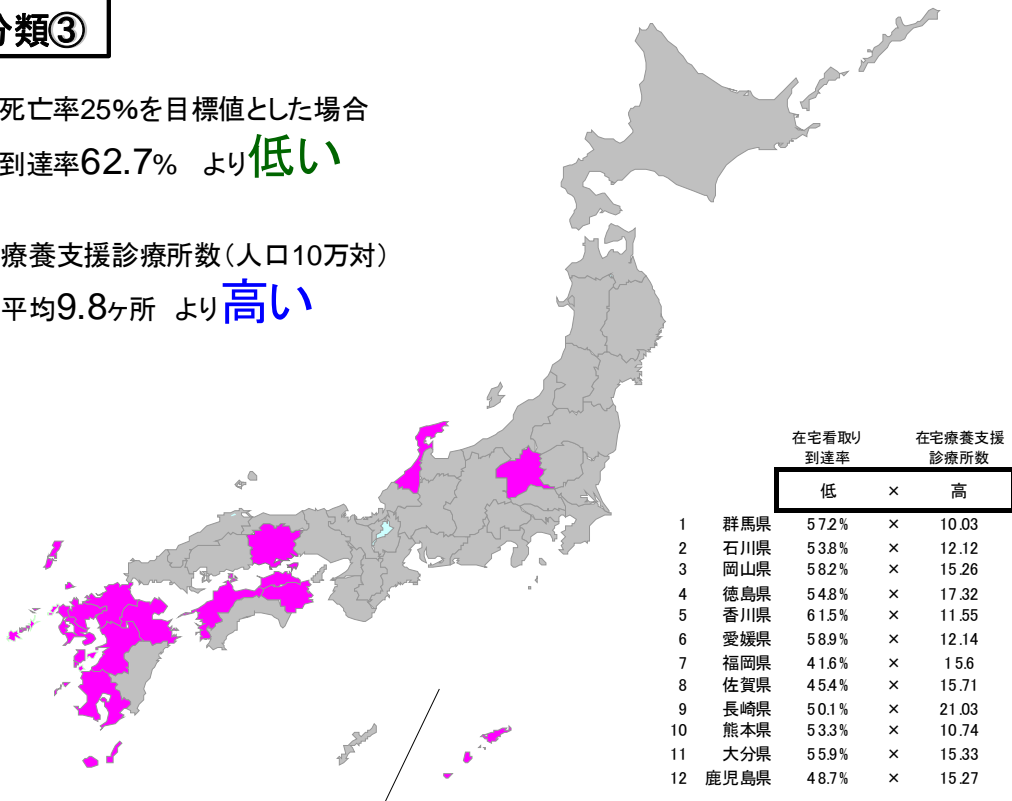 分類③
死亡率25%を目標値とした場合
到達率62.7% より低い
療養支援診療所数(人口10万対)
平均9.8ヶ所 より高い
在宅看取り 在宅療養支援
到達率 診療所数
低 × 高
1 群馬県 57.2% × 10.03
2 石川県 53.8% × 12.12
3 岡山県 58.2% × 15.26
4 徳島県 54.8% × 17.32
5 香川県 61.5% × 11.55
6 愛媛県 58.9% × 12.14
7 福岡県 41.6% × 15.6
8 佐賀県 45.4% × 15.71
9 長崎県 50.1% × 21.03
10 熊本県 53.3% × 10.74
11 大分県 55.9% × 15.33
12 鹿児島県 48.7% × 15.27